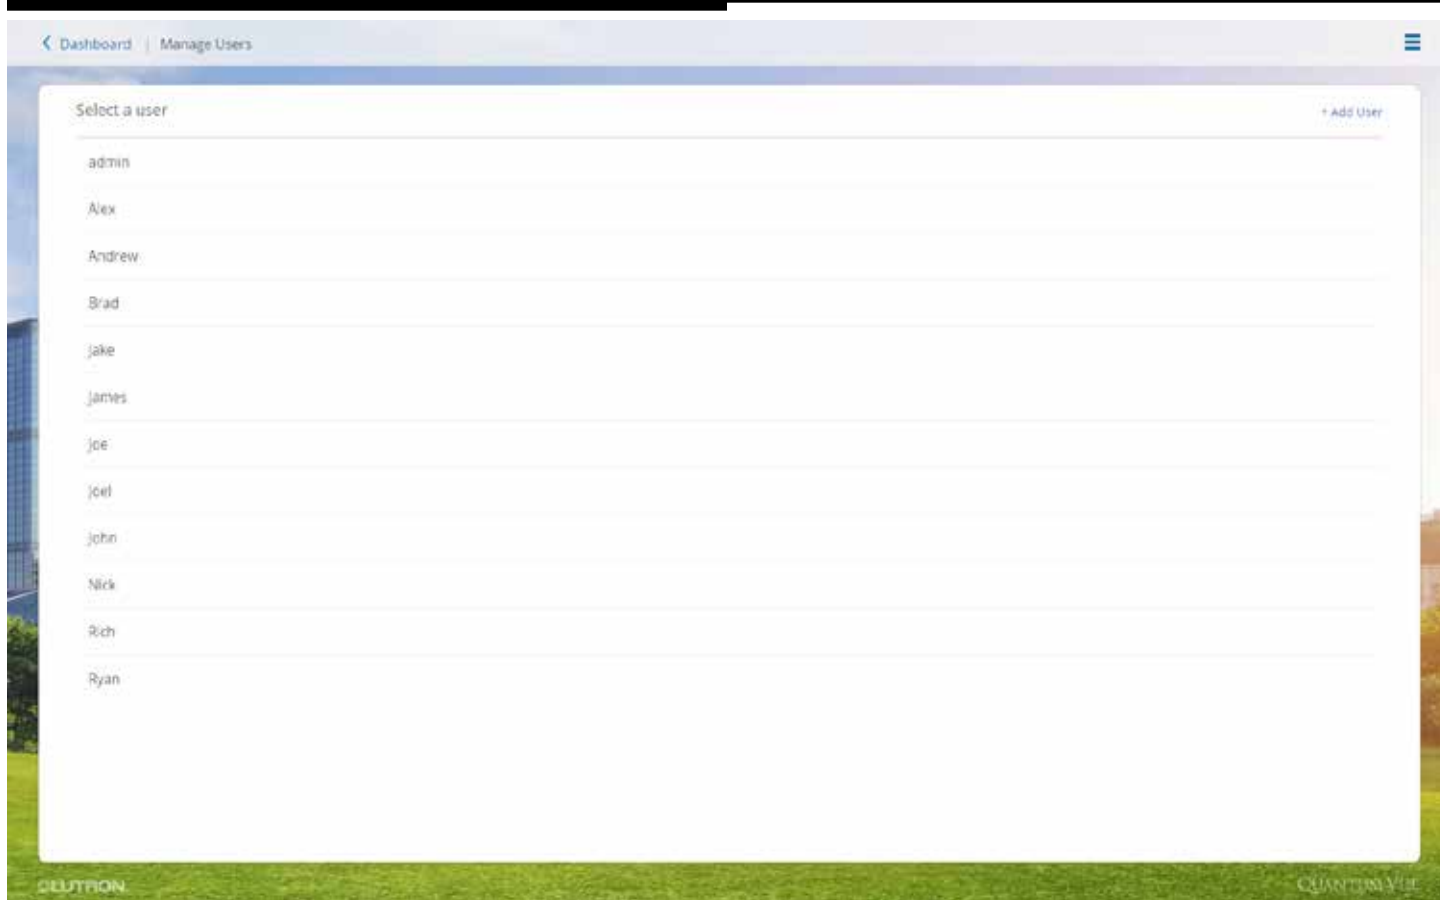 Dashboard | Manage Users
Select a user
+ Add User
admin
Alex
Andrew
Brad
Jake
James
Joe
Joel
John
Nick
Rich
Ryan
LUTRON
QUANTUM VUE